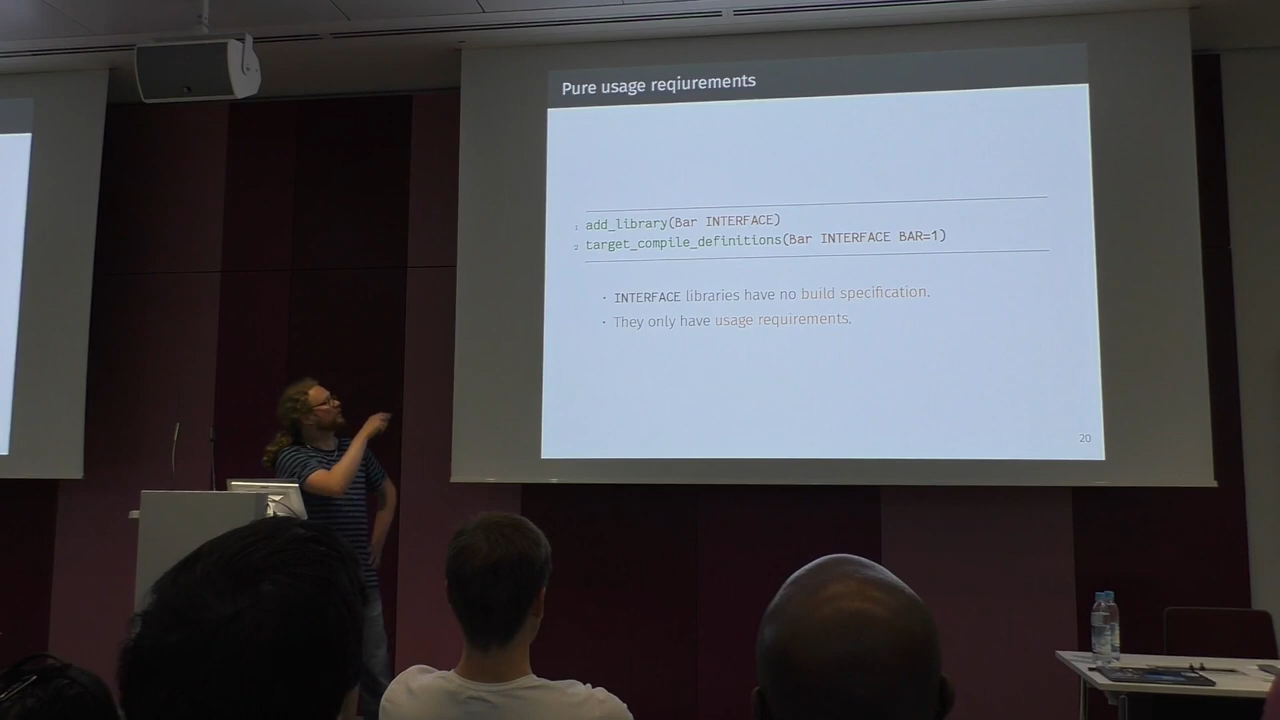 Pure usage reqiurements
1 add_library(Bar INTERFACE)
2 target_compile_definitions(Bar INTERFACE BAR=1)
· INTERFACE libraries have no build specification.
· They only have usage requirements.
20